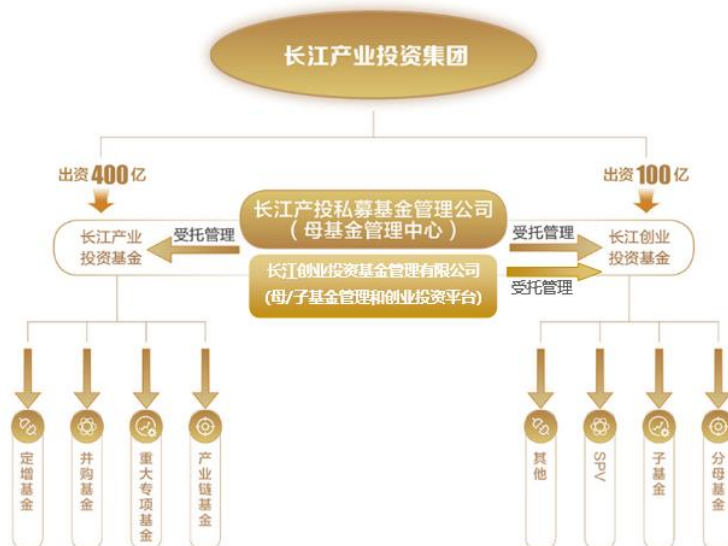 长江产业投资集团
出资400亿
出资100亿
长江产投私募基金管理公司
（母基金管理中心）
长江产业
投资基金
受托管理
受托管理
长江创业
投资基金
长江创业投资基金管理有限公司
(母/子基金管理和创业投资平台)
受托管理
定增基金
并购基金
重大专项基金
产业链基金
其他
SPV
子基金
分母基金